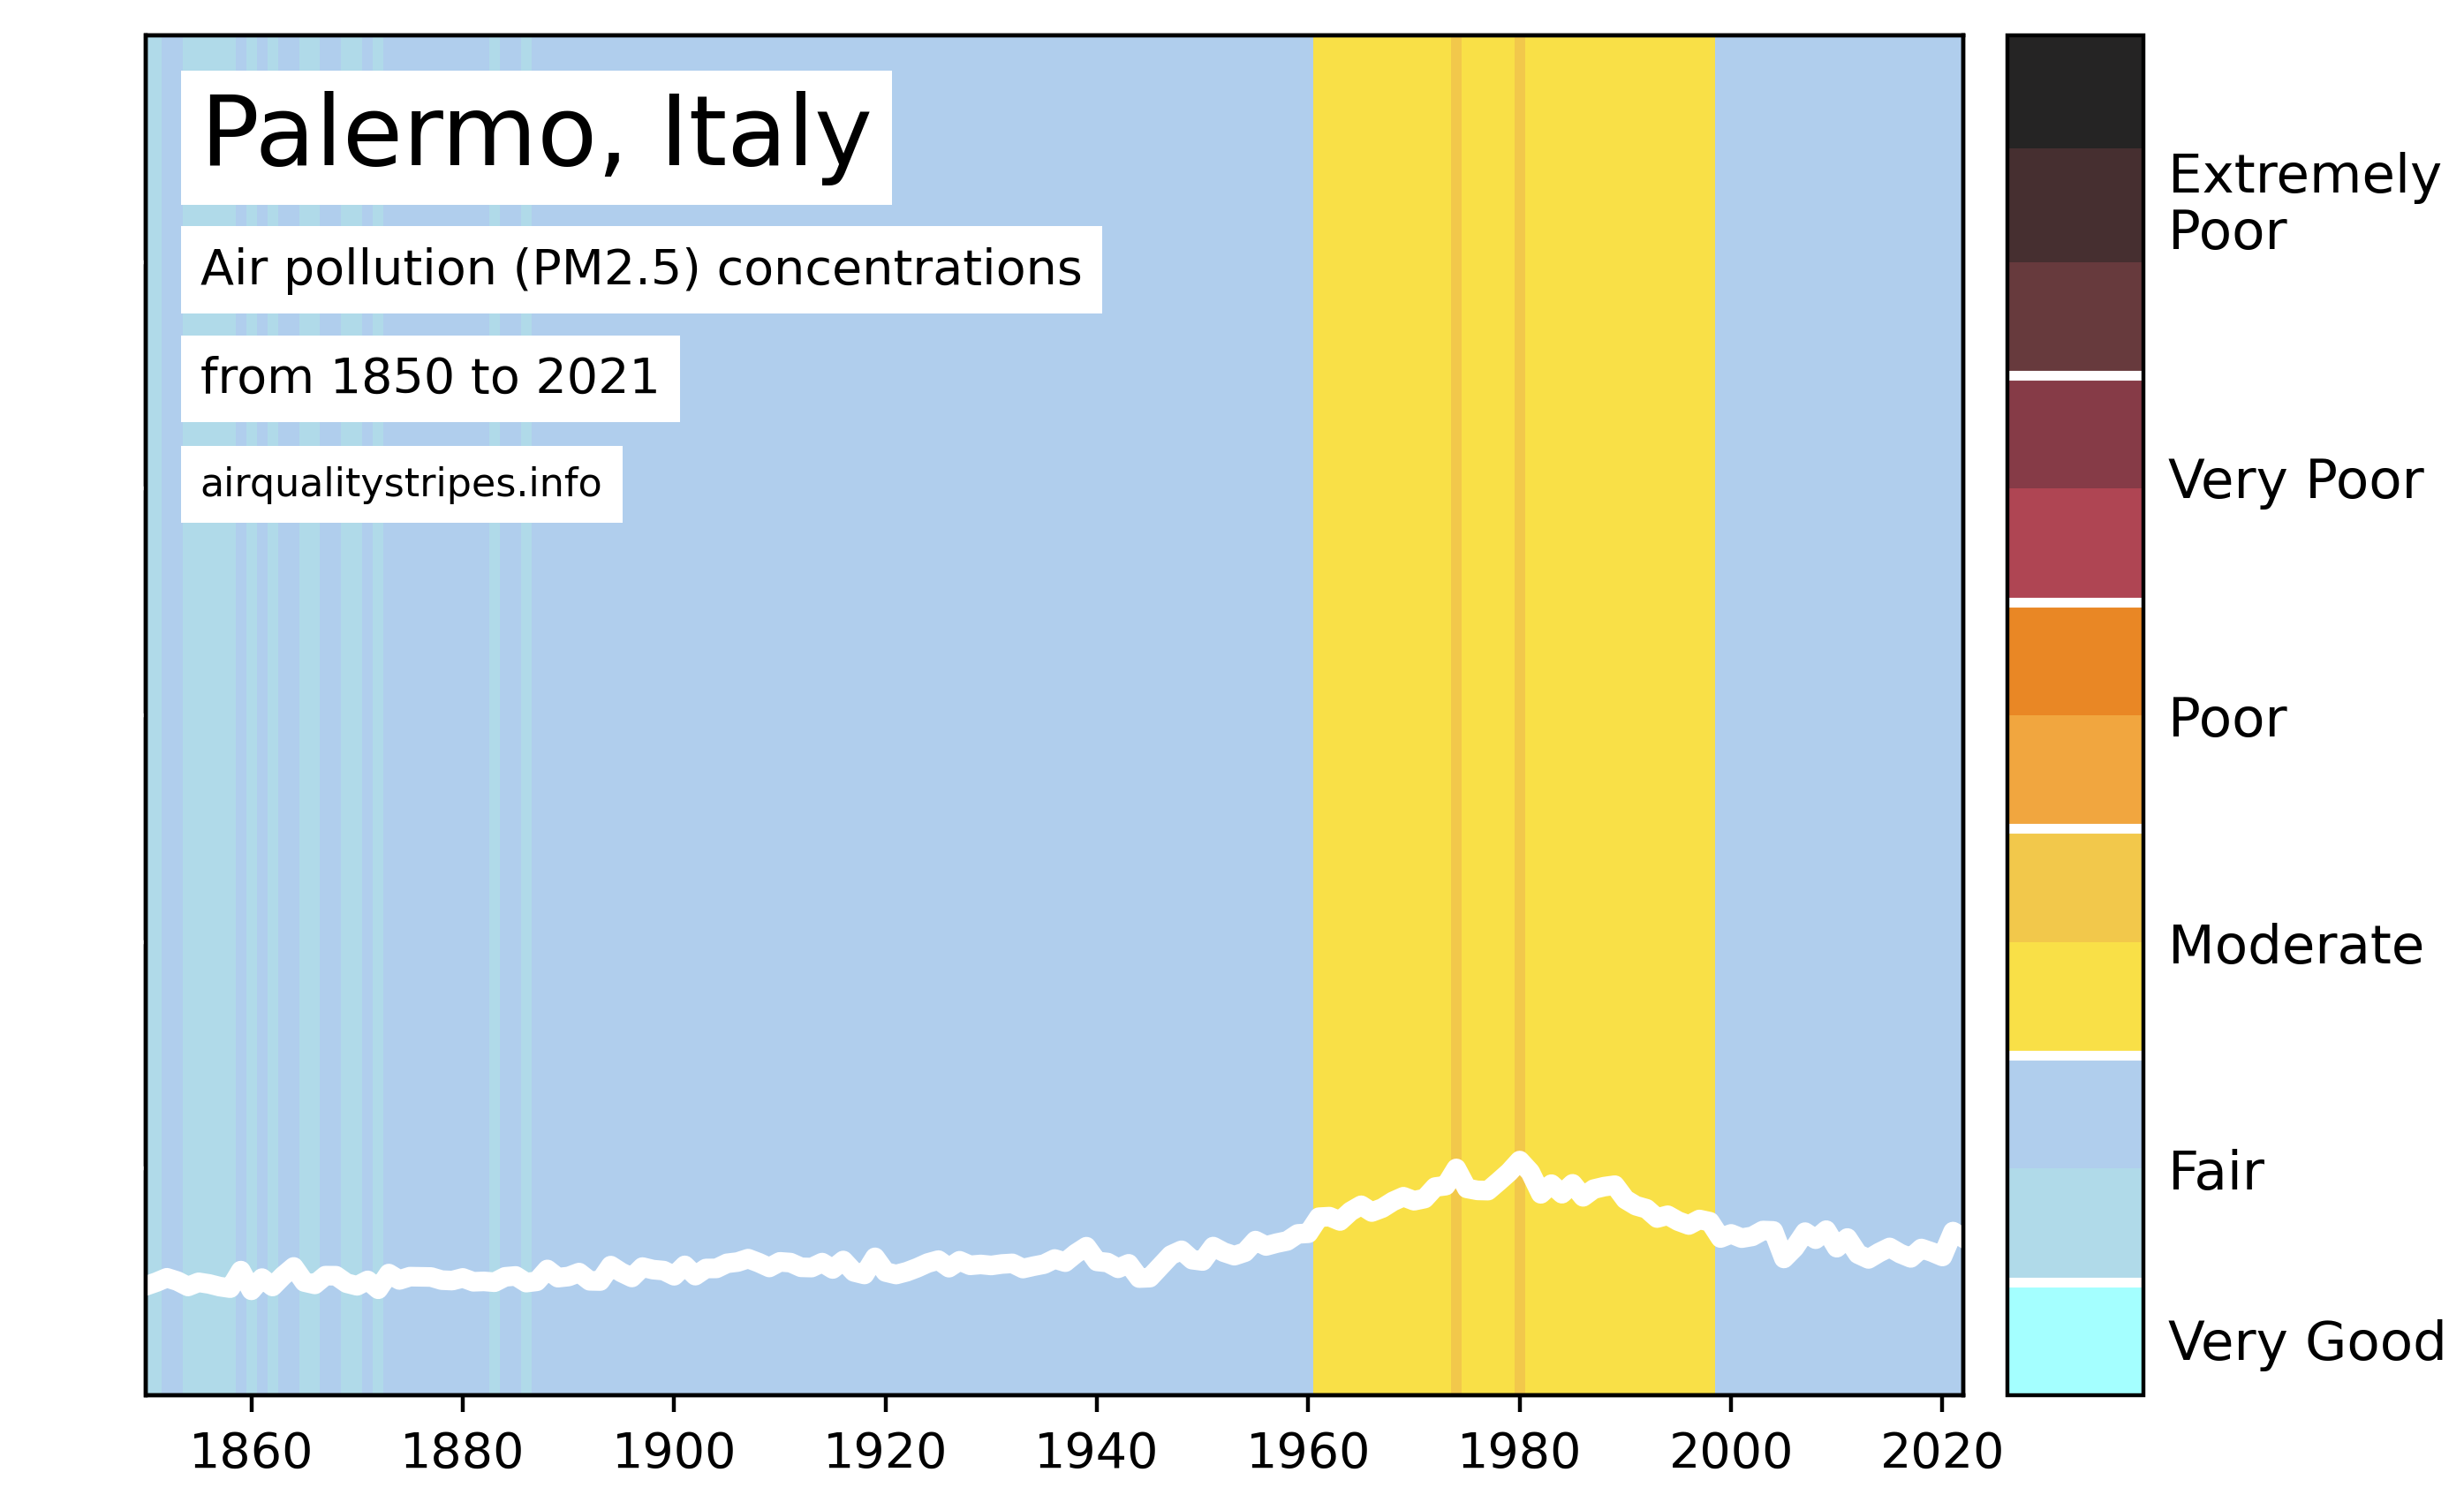 Palermo, Italy
Air pollution (PM2.5) concentrations
from 1850 to 2021
airqualitystripes.info
Extremely
Poor
Very Poor
Poor
Moderate
Fair
Very Good
1860 1880 1900 1920 1940 1960 1980 2000 2020